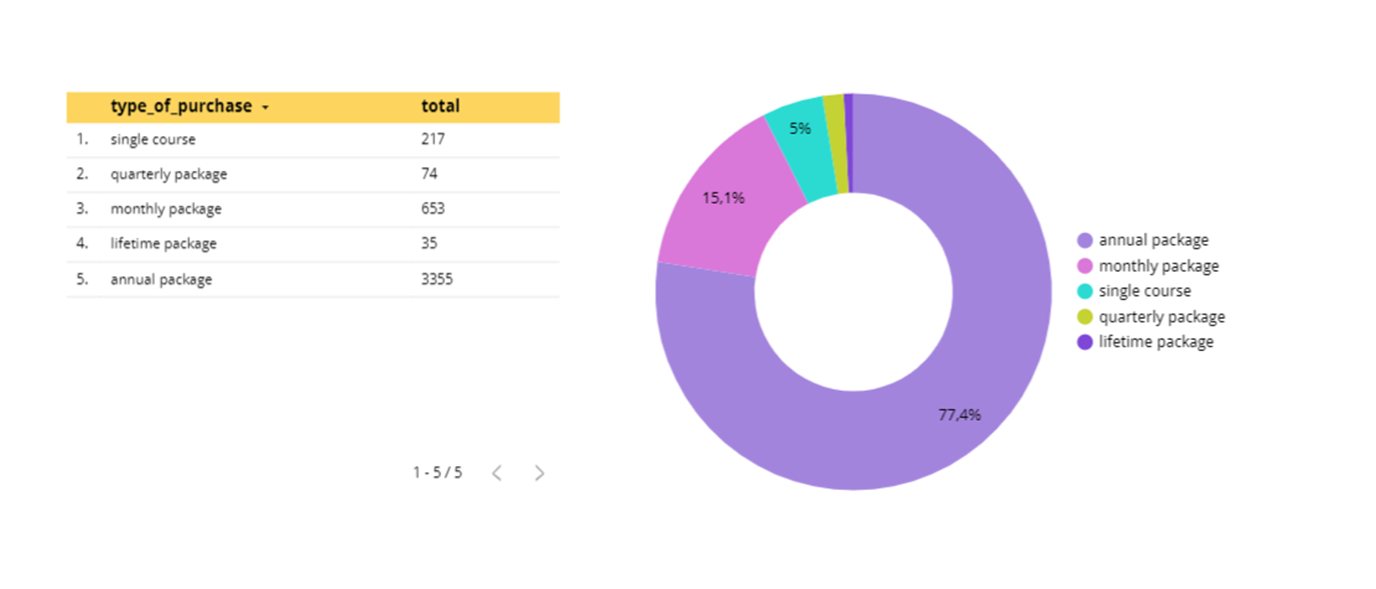 type_of_purchase total
1. single course 217
2. quarterly package 74
3. monthly package 653
4. lifetime package 35
5. annual package 3355
1 - 5 / 5
5%
15,1%
77,4%
annual package
monthly package
single course
quarterly package
lifetime package